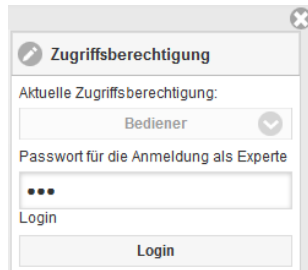 Zugriffsberechtigung
Aktuelle Zugriffsberechtigung:
Bediener
Passwort für die Anmeldung als Experte
•••
Login
Login